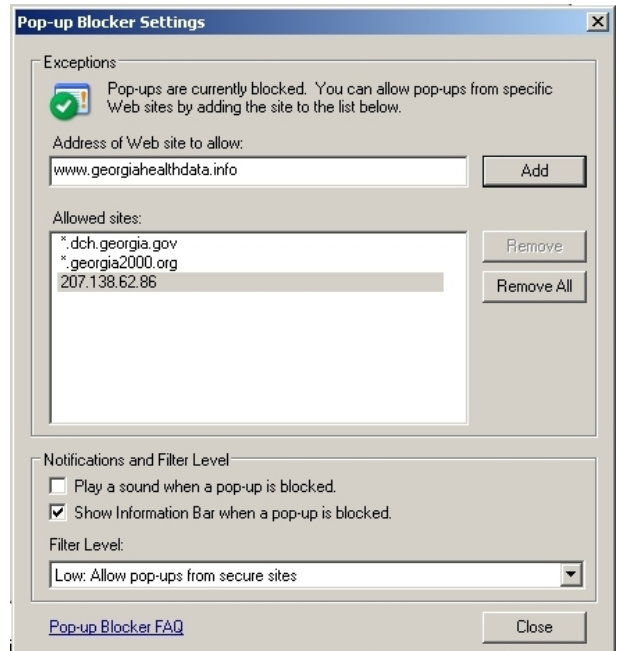 Pop-up Blocker Settings
Exceptions
Pop-ups are currently blocked. You can allow pop-ups from specific
Web sites by adding the site to the list below.
Address of Web site to allow:
www.georgiahealthdata.info
Add
Allowed sites:
*.dch.georgia.gov
*.georgia2000.org
207.138.62.86
Remove
Remove All
Notifications and Filter Level
Play a sound when a pop-up is blocked.
Show Information Bar when a pop-up is blocked.
Filter Level:
Low: Allow pop-ups from secure sites
Pop-up Blocker FAQ
Close